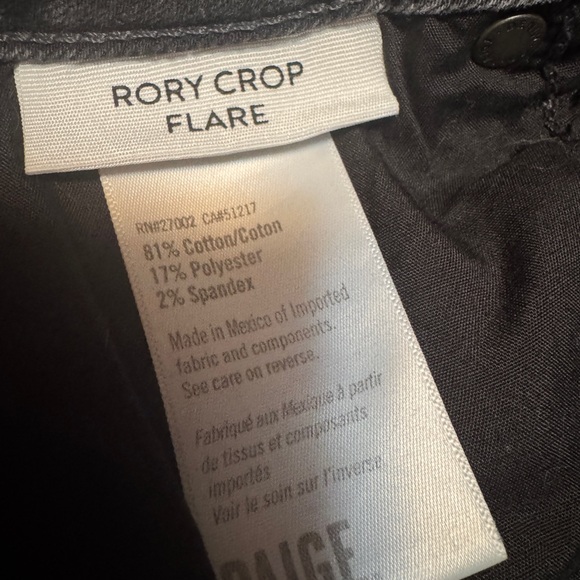 RORY CROP
FLARE
RN#27002 CA#51217
81% Cotton/Coton
17% Polyester
2% Spandex
Made in Mexico of Imported
fabric and components.
See care on reverse.
Fabriqué aux Mexique à partir
de tissus et composants
importés
Voir le soin sur l'inverse.
PAIGE